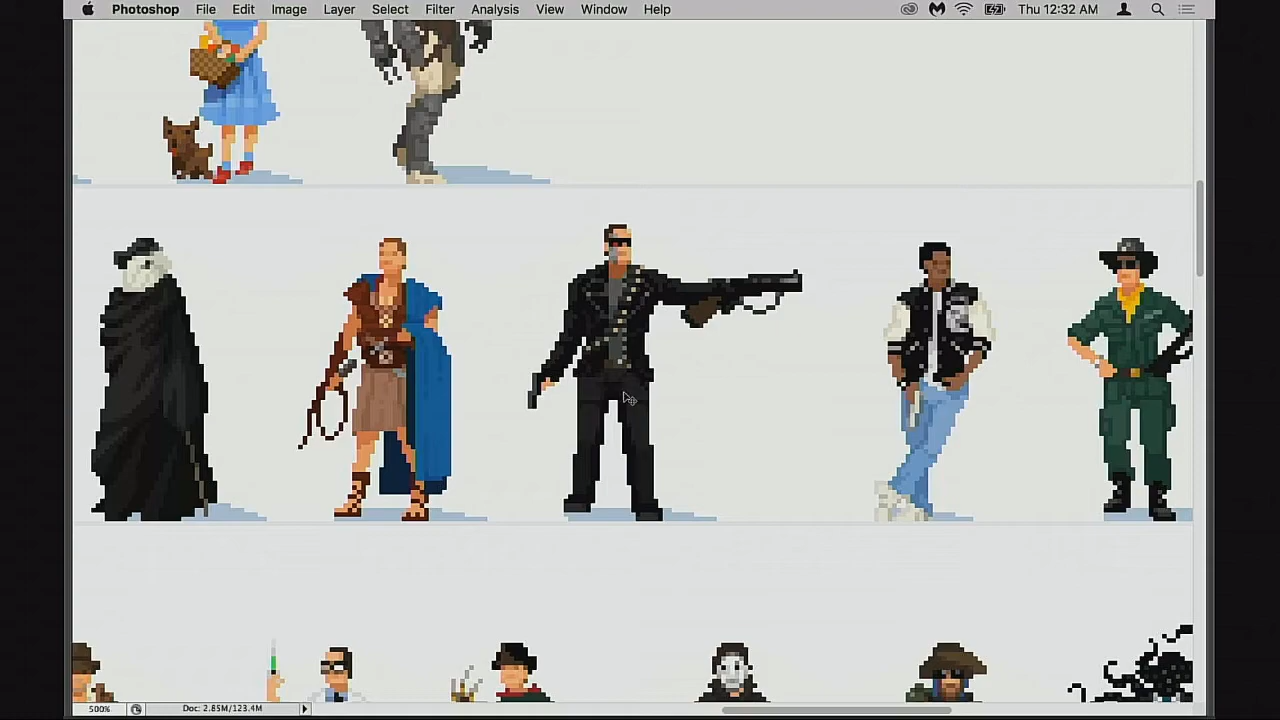 Photoshop File Edit Image Layer Select Filter Analysis View Window Help Thu 12:32 AM
500% Doc: 2.85M/123.4M